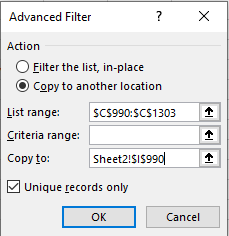 Advanced Filter
Action
Filter the list, in-place
Copy to another location
List range: $C$990:$C$1303
Criteria range:
Copy to: Sheet2!$I$990
Unique records only
OK Cancel